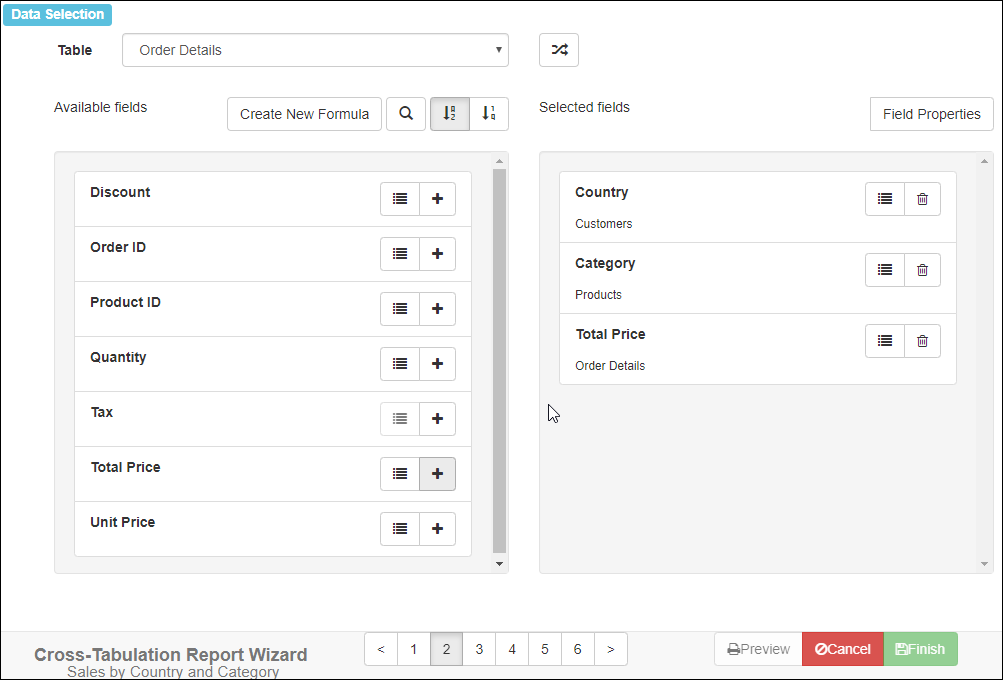 Data Selection
Table
Order Details
Available fields
Create New Formula
Selected fields
Field Properties
Discount
Order ID
Product ID
Quantity
Tax
Total Price
Unit Price
Country
Customers
Category
Products
Total Price
Order Details
Cross-Tabulation Report Wizard
Sales by Country and Category
< 1 2 3 4 5 6 >
Preview
Cancel
Finish